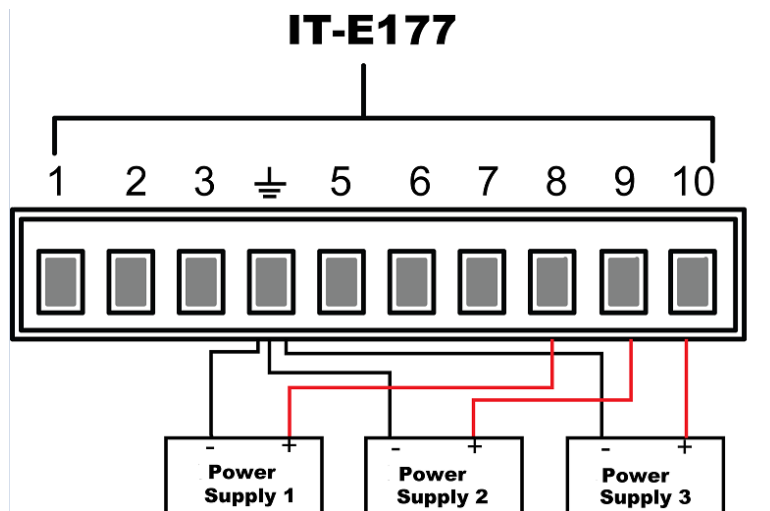 IT-E177
1 2 3 5 6 7 8 9 10
- + - + - +
Power Power Power
Supply 1 Supply 2 Supply 3